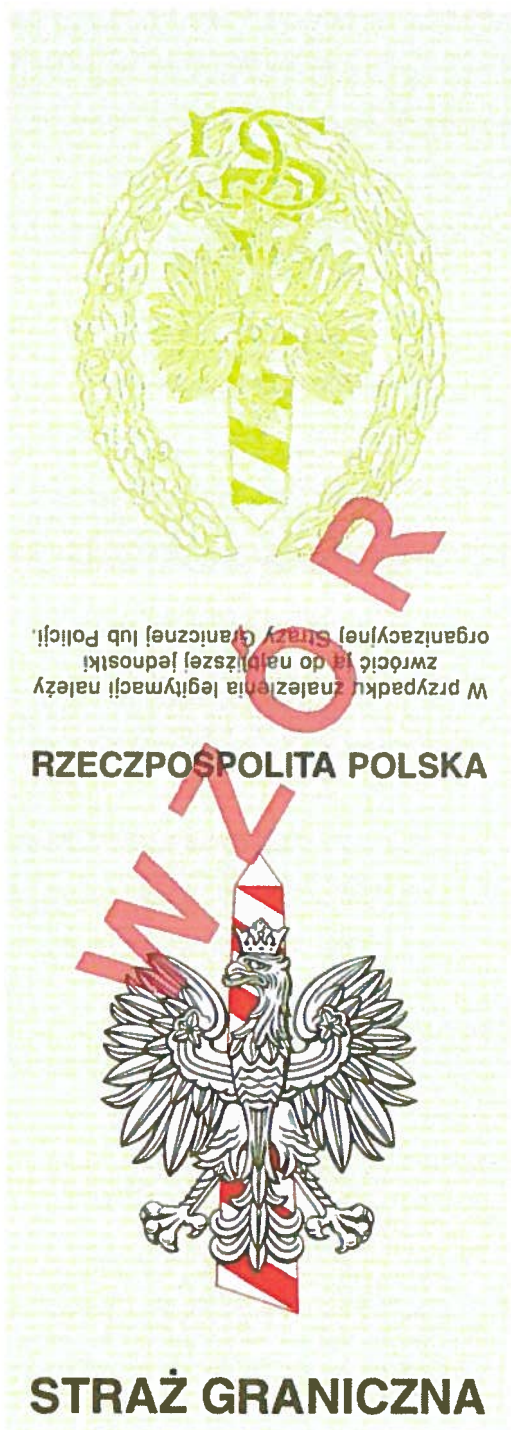 SG
W przypadku znalezienia legitymacji należy
zwrócić ją do najbliższej jednostki
organizacyjnej Straży Granicznej lub Policji.
RZECZPOSPOLITA POLSKA
WZÓR
STRAŻ GRANICZNA